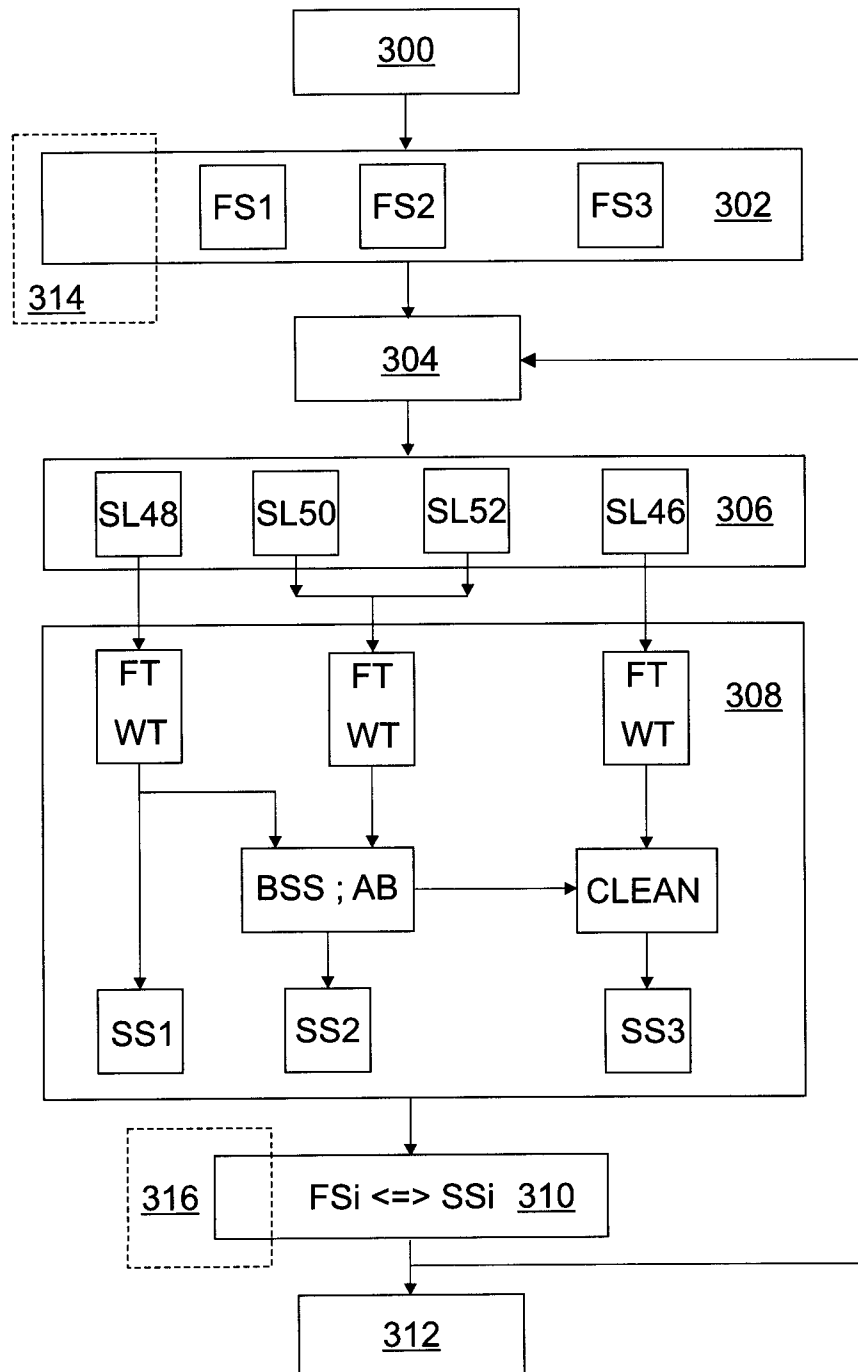 300
FS1 FS2 FS3 302
314
304
SL48 SL50 SL52 SL46 306
FT FT FT
WT WT WT
308
BSS ; AB CLEAN
SS1 SS2 SS3
316 FSi <=> SSi 310
312